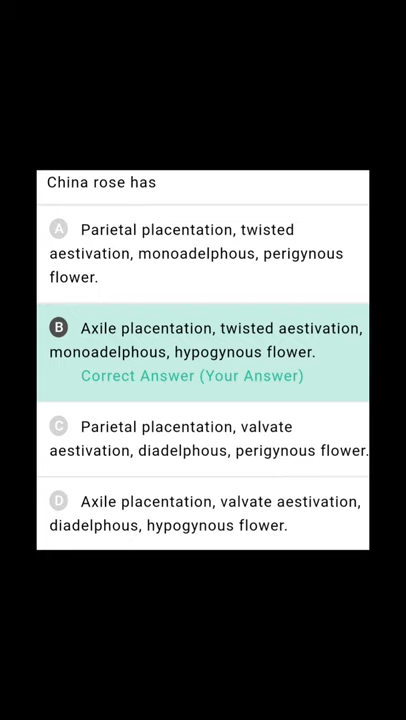 China rose has
A Parietal placentation, twisted
aestivation, monoadelphous, perigynous
flower.
B Axile placentation, twisted aestivation,
monoadelphous, hypogynous flower.
Correct Answer (Your Answer)
C Parietal placentation, valvate
aestivation, diadelphous, perigynous flower.
D Axile placentation, valvate aestivation,
diadelphous, hypogynous flower.